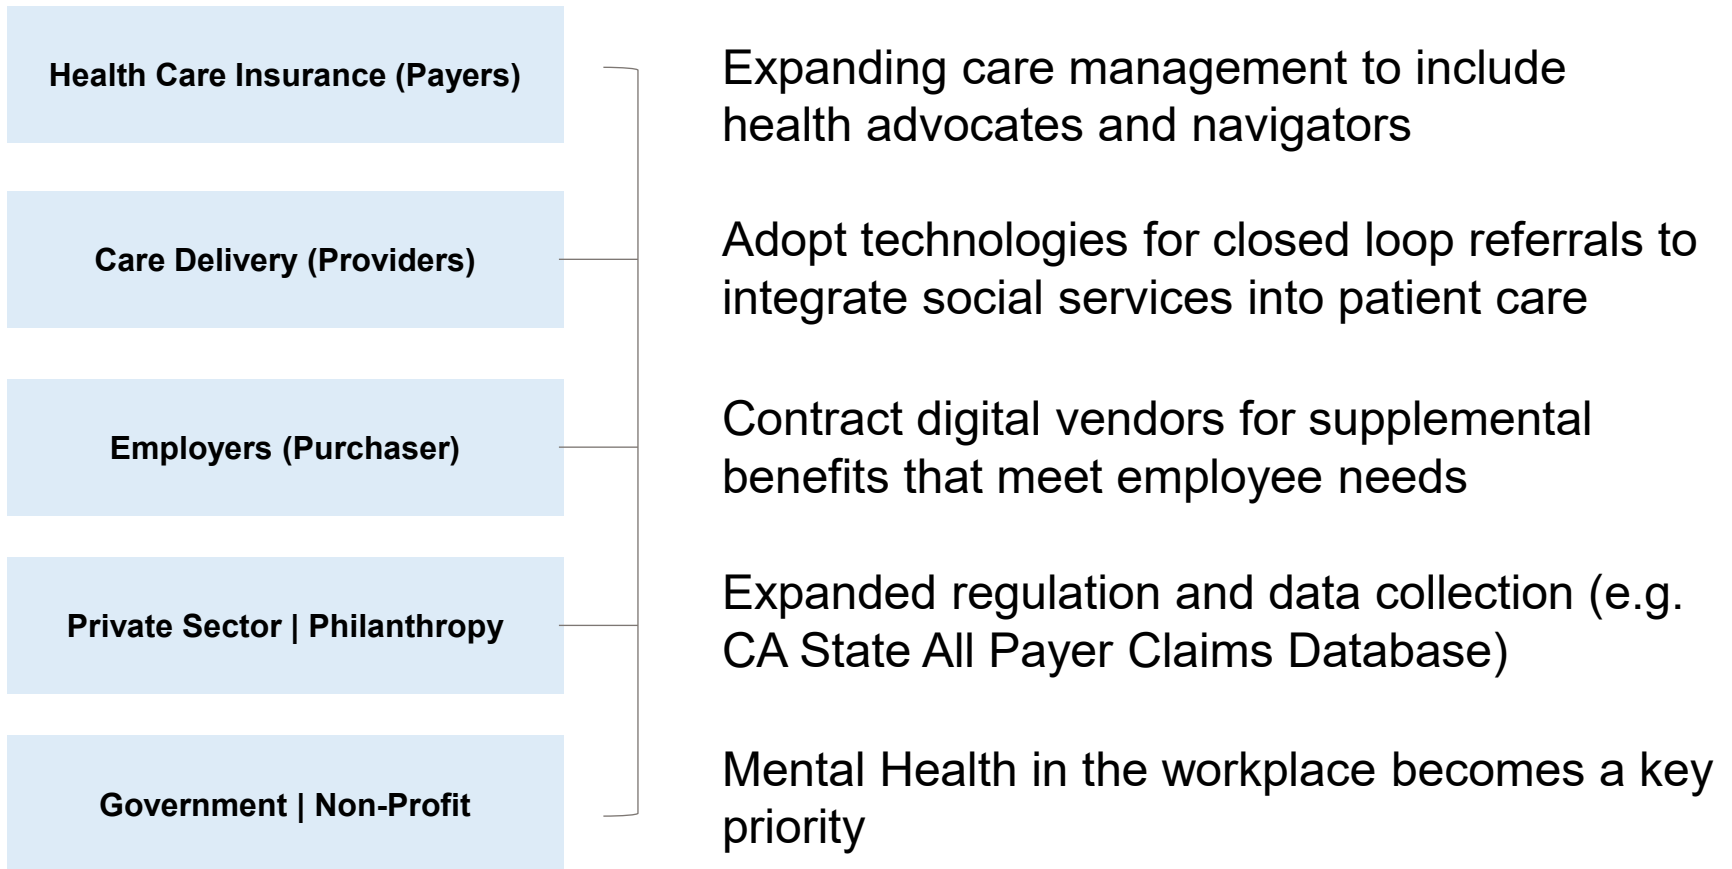 Health Care Insurance (Payers)
Expanding care management to include
health advocates and navigators
Care Delivery (Providers)
Adopt technologies for closed loop referrals to
integrate social services into patient care
Employers (Purchaser)
Contract digital vendors for supplemental
benefits that meet employee needs
Private Sector | Philanthropy
Expanded regulation and data collection (e.g.
CA State All Payer Claims Database)
Government | Non-Profit
Mental Health in the workplace becomes a key
priority